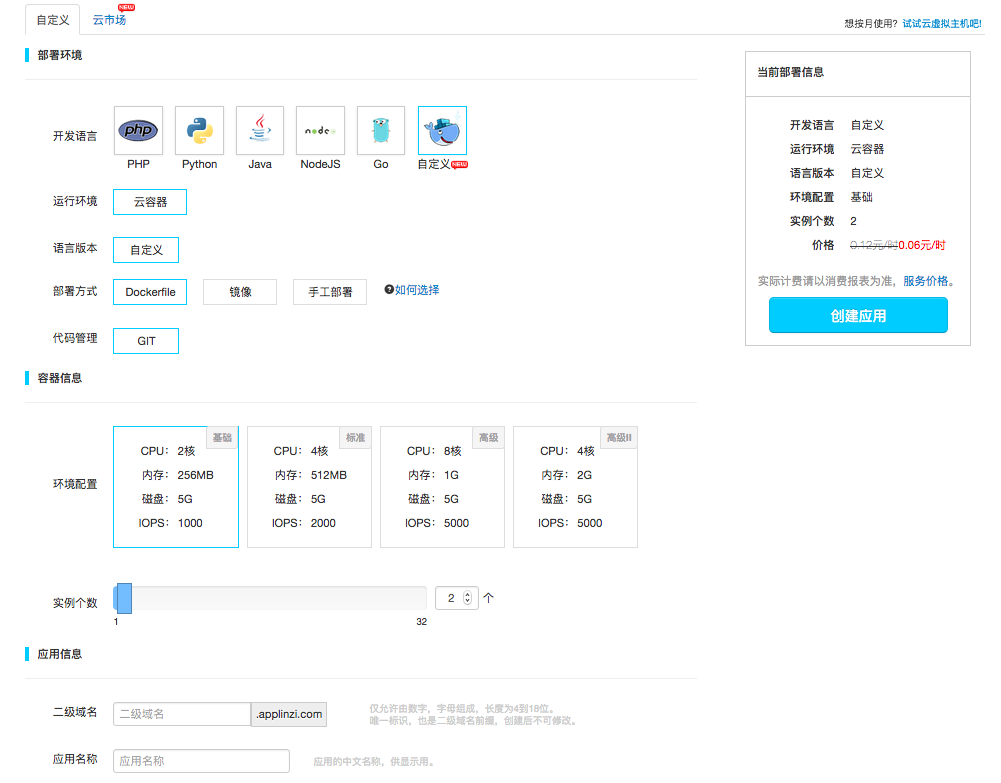 自定义 云市场 NEW
想按月使用？试试云虚拟主机吧!
部署环境
当前部署信息
开发语言
php
node
PHP Python Java NodeJS Go 自定义 NEW
运行环境 云容器
语言版本 自定义
部署方式 Dockerfile 镜像 手工部署 ?如何选择
代码管理 GIT
开发语言 自定义
运行环境 云容器
语言版本 自定义
环境配置 基础
实例个数 2
价格 0.12元/时0.06元/时
实际计费请以消费报表为准，服务价格。
创建应用
容器信息
环境配置
基础
CPU： 2核
内存： 256MB
磁盘： 5G
IOPS： 1000
标准
CPU： 4核
内存： 512MB
磁盘： 5G
IOPS： 2000
高级
CPU： 8核
内存： 1G
磁盘： 5G
IOPS： 5000
高级II
CPU： 4核
内存： 2G
磁盘： 5G
IOPS： 5000
实例个数 2 个
1 32
应用信息
二级域名 二级域名 .applinzi.com
仅允许由数字，字母组成，长度为4到18位。
唯一标识，也是二级域名前缀，创建后不可修改。
应用名称 应用名称 应用的中文名称，供显示用。